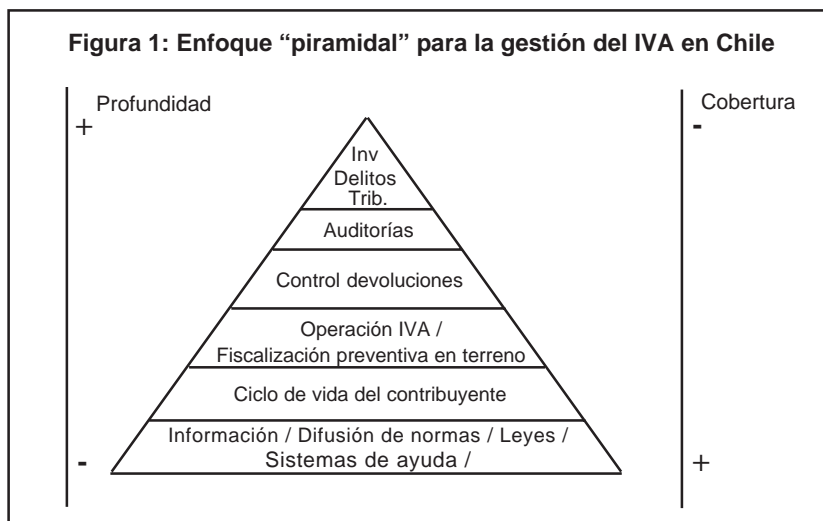 Figura 1: Enfoque “piramidal” para la gestión del IVA en Chile
Profundidad
Cobertura
+
-
Inv
Delitos
Trib.
Auditorías
Control devoluciones
Operación IVA /
Fiscalización preventiva en terreno
Ciclo de vida del contribuyente
Información / Difusión de normas / Leyes /
Sistemas de ayuda /
-
+